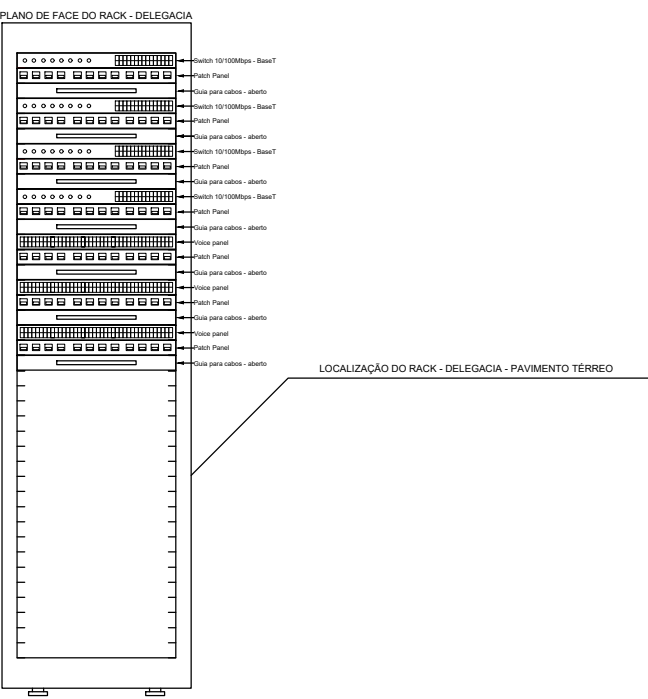 PLANO DE FACE DO RACK - DELEGACIA
Switch 10/100Mbps - BaseT
Patch Panel
Guia para cabos - aberto
Switch 10/100Mbps - BaseT
Patch Panel
Guia para cabos - aberto
Switch 10/100Mbps - BaseT
Patch Panel
Guia para cabos - aberto
Switch 10/100Mbps - BaseT
Patch Panel
Guia para cabos - aberto
Voice panel
Patch Panel
Guia para cabos - aberto
Voice panel
Patch Panel
Guia para cabos - aberto
Voice panel
Patch Panel
Guia para cabos - aberto
LOCALIZAÇÃO DO RACK - DELEGACIA - PAVIMENTO TÉRREO